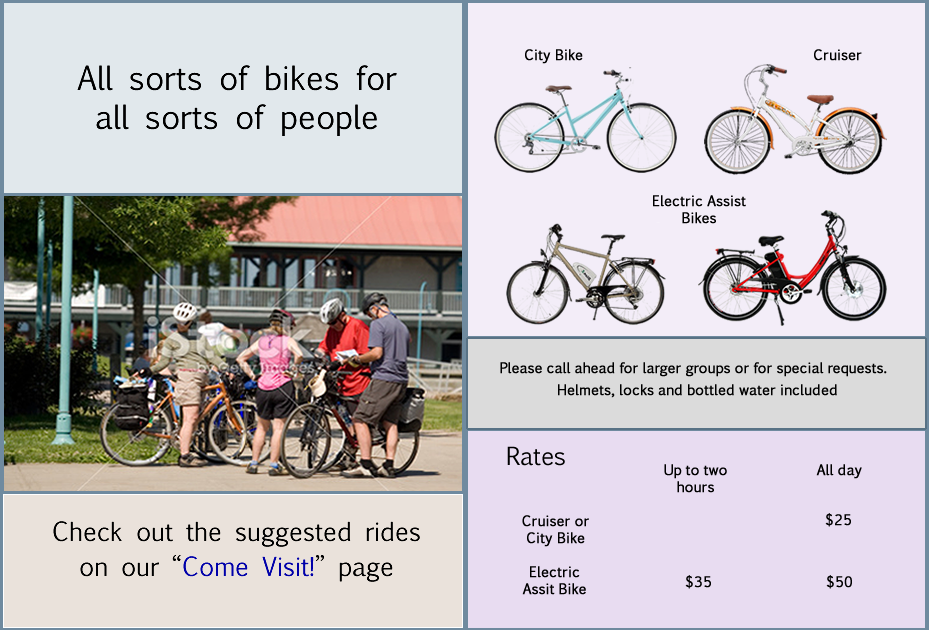 All sorts of bikes for
all sorts of people
iStock
by Getty Images
Check out the suggested rides
on our “Come Visit!” page
City Bike
Cruiser
Electric Assist
Bikes
Please call ahead for larger groups or for special requests.
Helmets, locks and bottled water included
Rates
Up to two
hours
All day
Cruiser or
City Bike
$25
Electric
Assit Bike
$35
$50